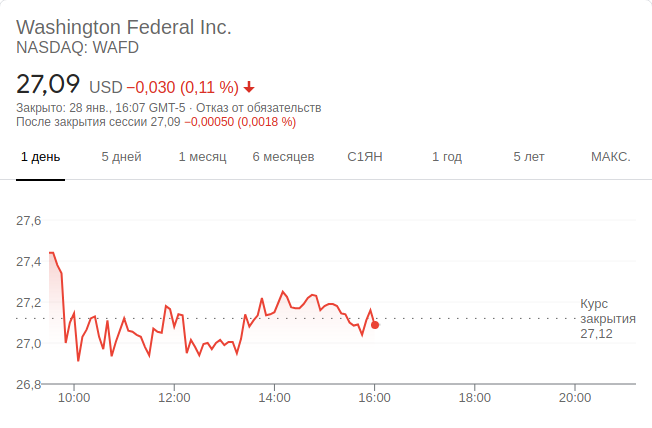 Washington Federal Inc.
NASDAQ: WAFD
27,09 USD −0,030 (0,11 %)
Закрыто: 28 янв., 16:07 GMT-5 · Отказ от обязательств
После закрытия сессии 27,09 −0,00050 (0,0018 %)
1 день 5 дней 1 месяц 6 месяцев С1ЯН 1 год 5 лет МАКС.
27,6
27,4
27,2
27,0
26,8
Курс
закрытия
27,12
10:00 12:00 14:00 16:00 18:00 20:00